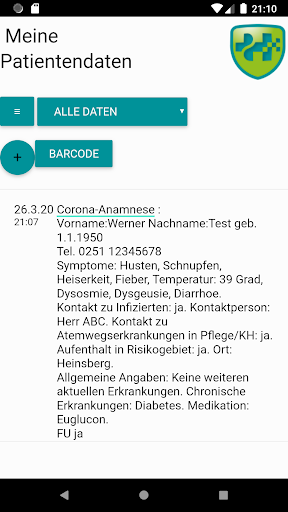 21:10
Meine
Patientendaten
≡ ALLE DATEN
+ BARCODE
26.3.20 Corona-Anamnese :
21:07 Vorname:Werner Nachname:Test geb.
1.1.1950
Tel. 0251 12345678
Symptome: Husten, Schnupfen,
Heiserkeit, Fieber, Temperatur: 39 Grad,
Dysosmie, Dysgeusie, Diarrhoe.
Kontakt zu Infizierten: ja. Kontaktperson:
Herr ABC. Kontakt zu
Atemwegserkrankungen in Pflege/KH: ja.
Aufenthalt in Risikogebiet: ja. Ort:
Heinsberg.
Allgemeine Angaben: Keine weiteren
aktuellen Erkrankungen. Chronische
Erkrankungen: Diabetes. Medikation:
Euglucon.
FU ja